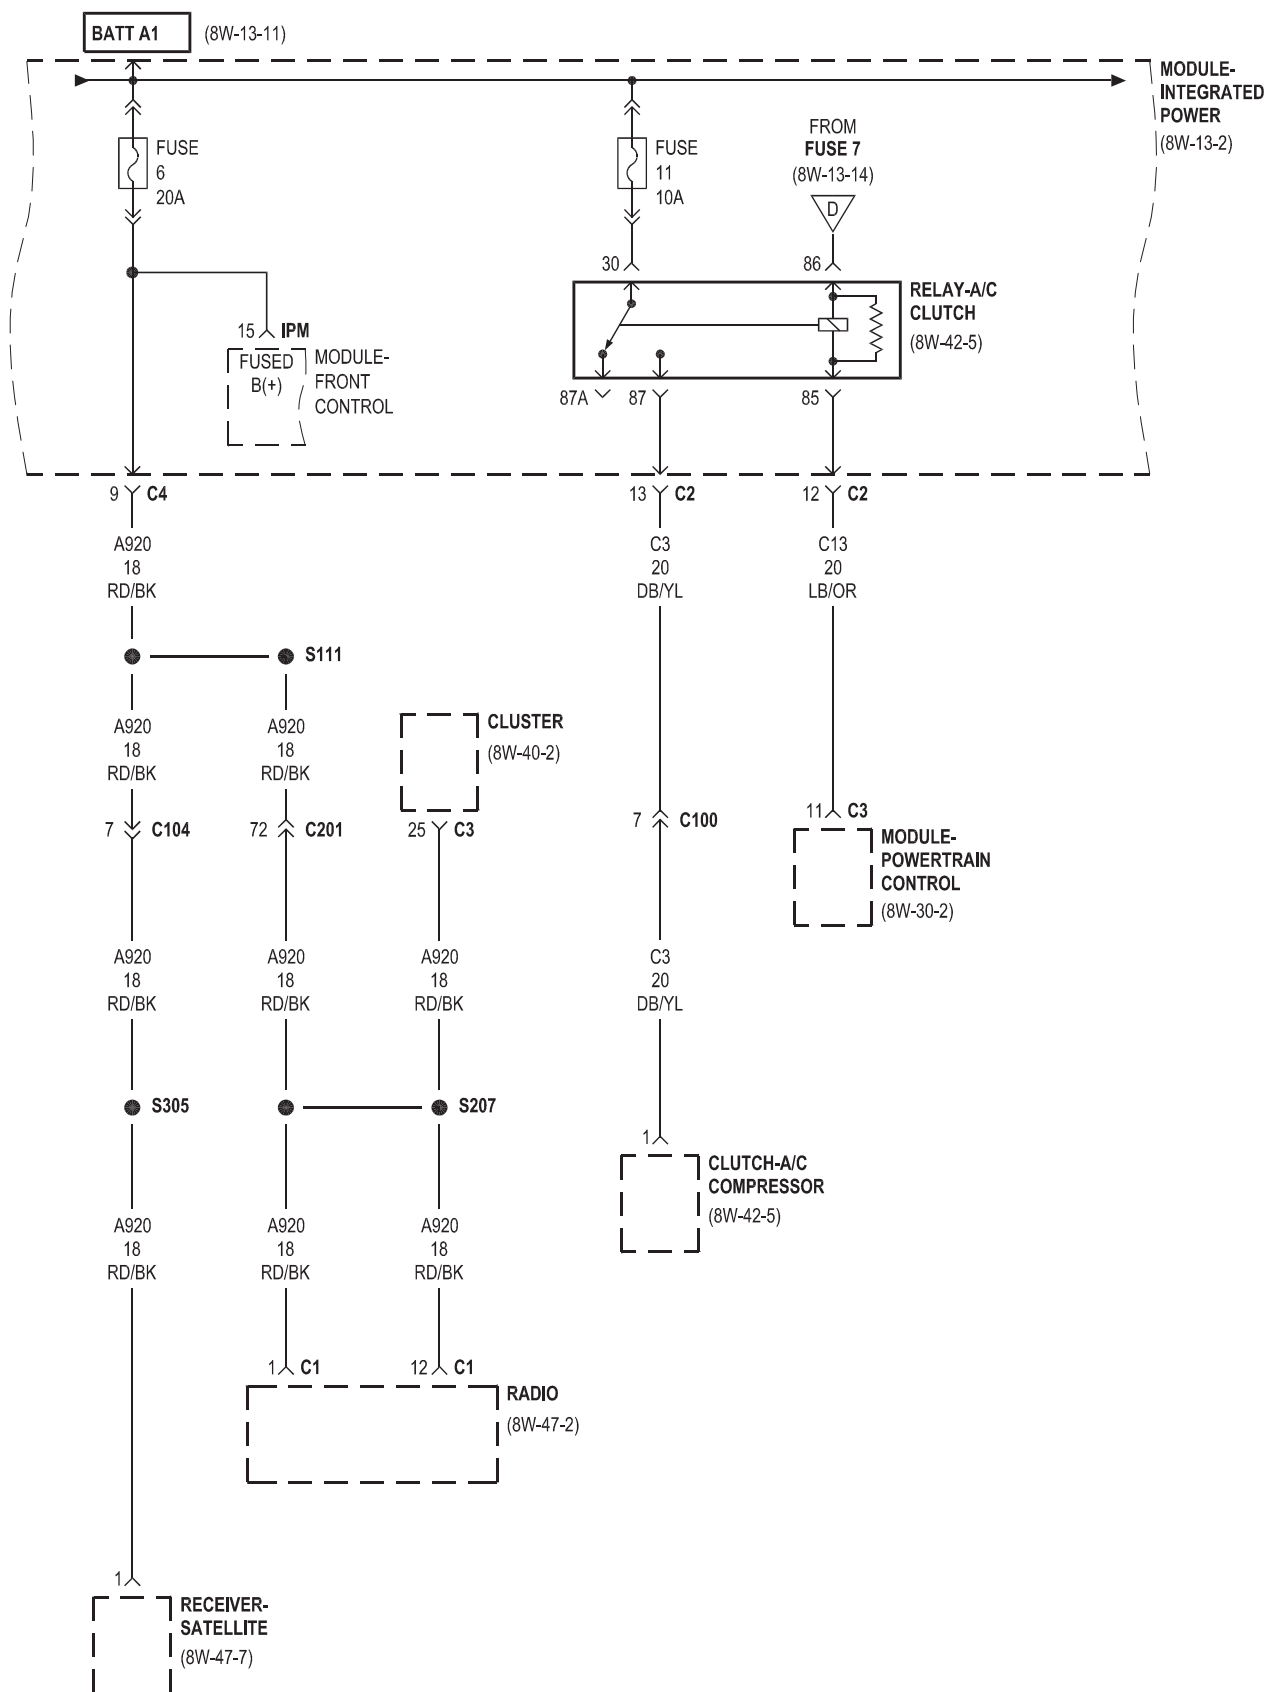 BATT A1 (8W-13-11)
MODULE-
INTEGRATED
POWER
(8W-13-2)
FUSE
6
20A
FUSE
11
10A
FROM
FUSE 7
(8W-13-14)
D
30
86
RELAY-A/C
CLUTCH
(8W-42-5)
15 IPM
FUSED
B(+)
MODULE-
FRONT
CONTROL
87A
87
85
9 C4
13 C2
12 C2
A920
18
RD/BK
C3
20
DB/YL
C13
20
LB/OR
S111
A920
18
RD/BK
A920
18
RD/BK
CLUSTER
(8W-40-2)
7 C104
72 C201
25 C3
7 C100
11 C3
MODULE-
POWERTRAIN
CONTROL
(8W-30-2)
A920
18
RD/BK
A920
18
RD/BK
A920
18
RD/BK
C3
20
DB/YL
S305
S207
1
CLUTCH-A/C
COMPRESSOR
(8W-42-5)
A920
18
RD/BK
A920
18
RD/BK
A920
18
RD/BK
1 C1
12 C1
RADIO
(8W-47-2)
1
RECEIVER-
SATELLITE
(8W-47-7)